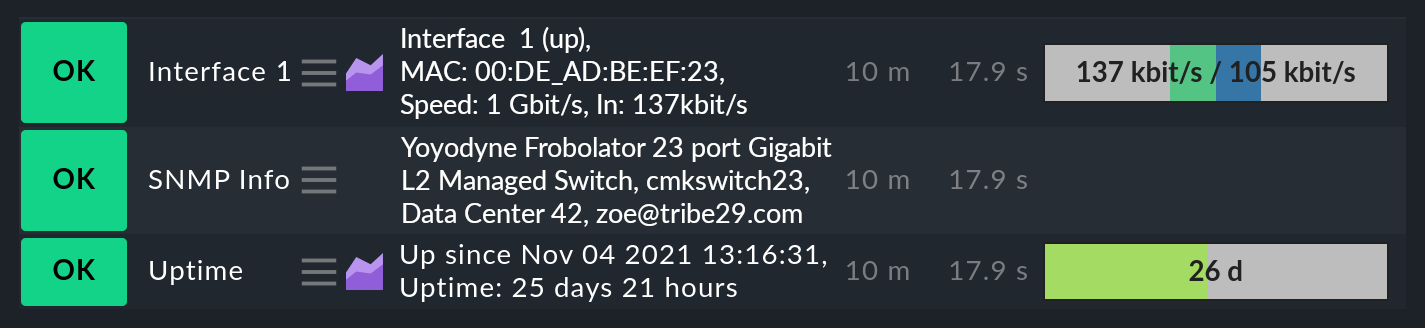 OK Interface 1 Interface 1 (up), 10 m 17.9 s 137 kbit/s / 105 kbit/s
MAC: 00:DE_AD:BE:EF:23,
Speed: 1 Gbit/s, In: 137kbit/s
OK SNMP Info Yoyodyne Frobolator 23 port Gigabit 10 m 17.9 s
L2 Managed Switch, cmkswitch23,
Data Center 42, zoe@tribe29.com
OK Uptime Up since Nov 04 2021 13:16:31, 10 m 17.9 s 26 d
Uptime: 25 days 21 hours